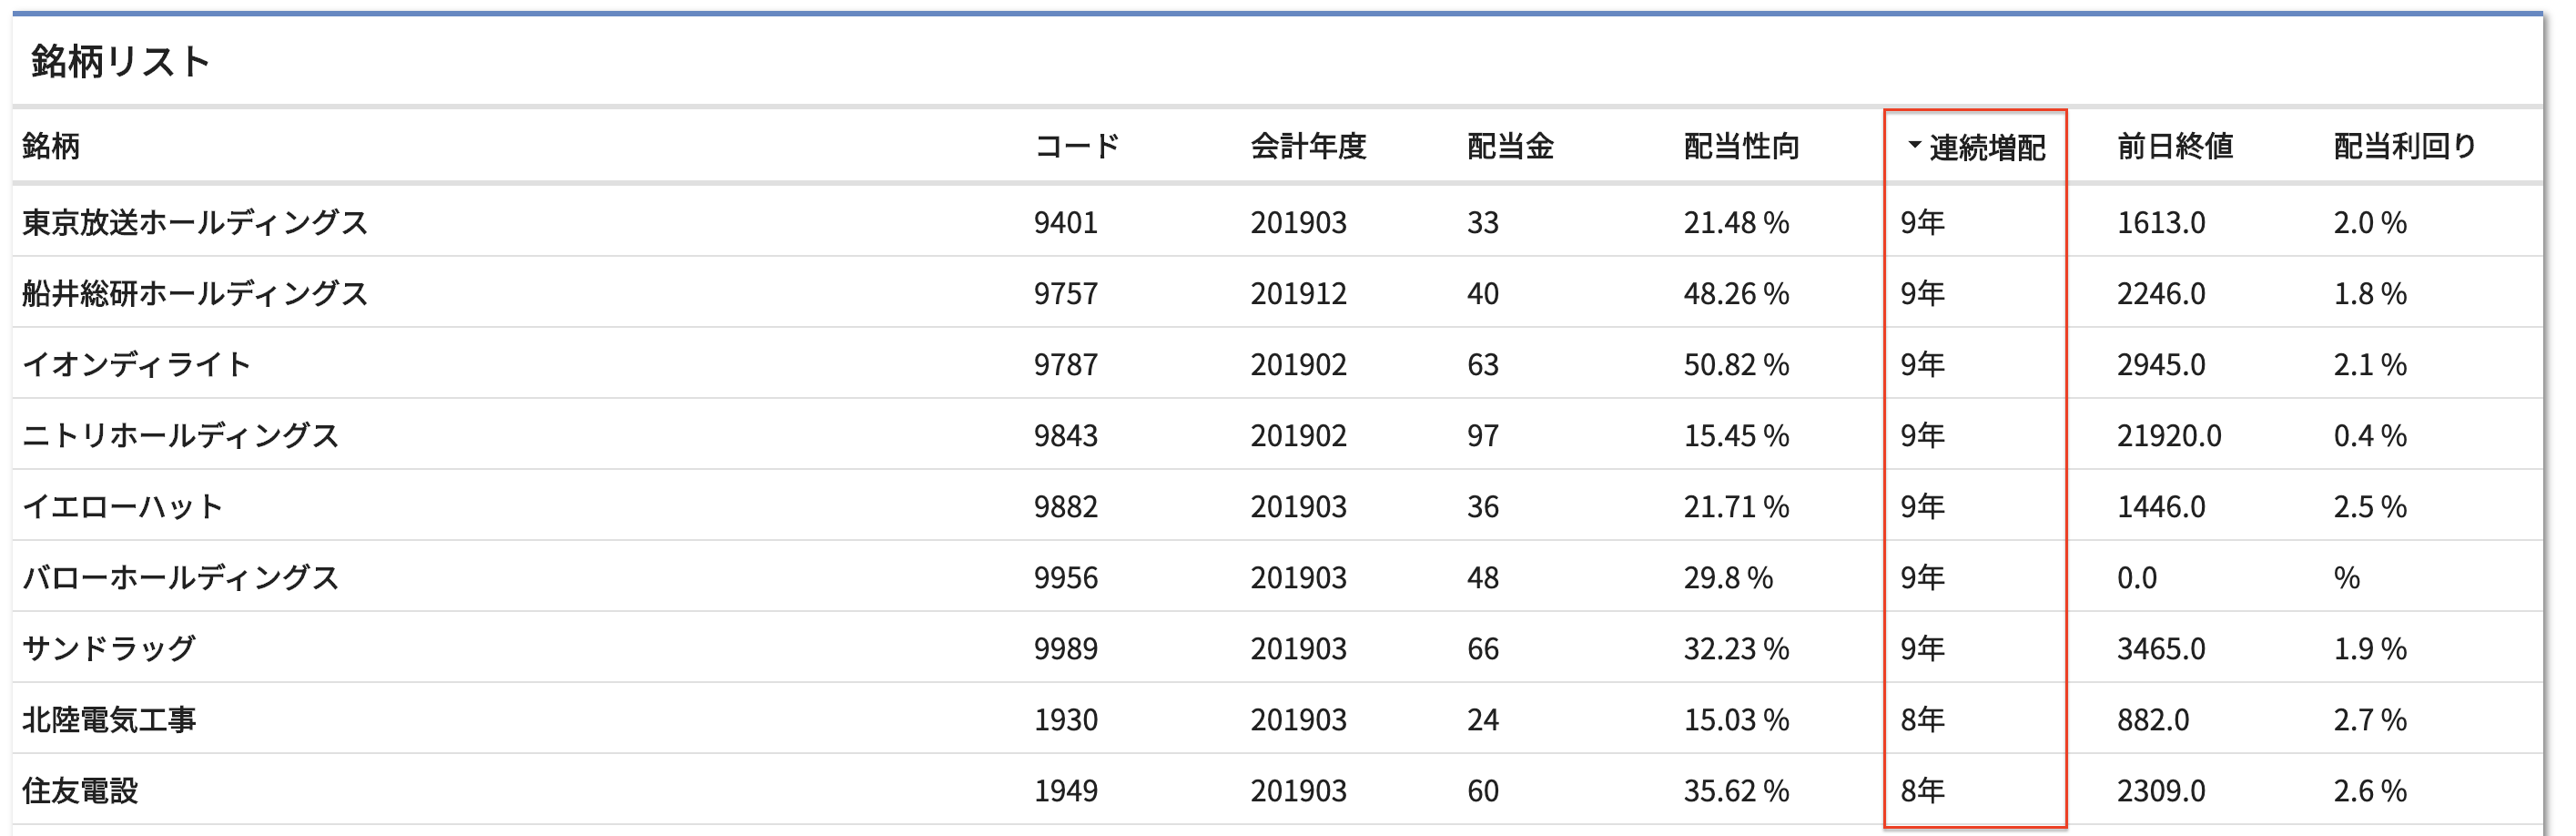 銘柄リスト
銘柄 コード 会計年度 配当金 配当性向 連続増配 前日終値 配当利回り
東京放送ホールディングス 9401 201903 33 21.48 % 9年 1613.0 2.0 %
船井総研ホールディングス 9757 201912 40 48.26 % 9年 2246.0 1.8 %
イオンディライト 9787 201902 63 50.82 % 9年 2945.0 2.1 %
ニトリホールディングス 9843 201902 97 15.45 % 9年 21920.0 0.4 %
イエローハット 9882 201903 36 21.71 % 9年 1446.0 2.5 %
バローホールディングス 9956 201903 48 29.8 % 9年 0.0 %
サンドラッグ 9989 201903 66 32.23 % 9年 3465.0 1.9 %
北陸電気工事 1930 201903 24 15.03 % 8年 882.0 2.7 %
住友電設 1949 201903 60 35.62 % 8年 2309.0 2.6 %